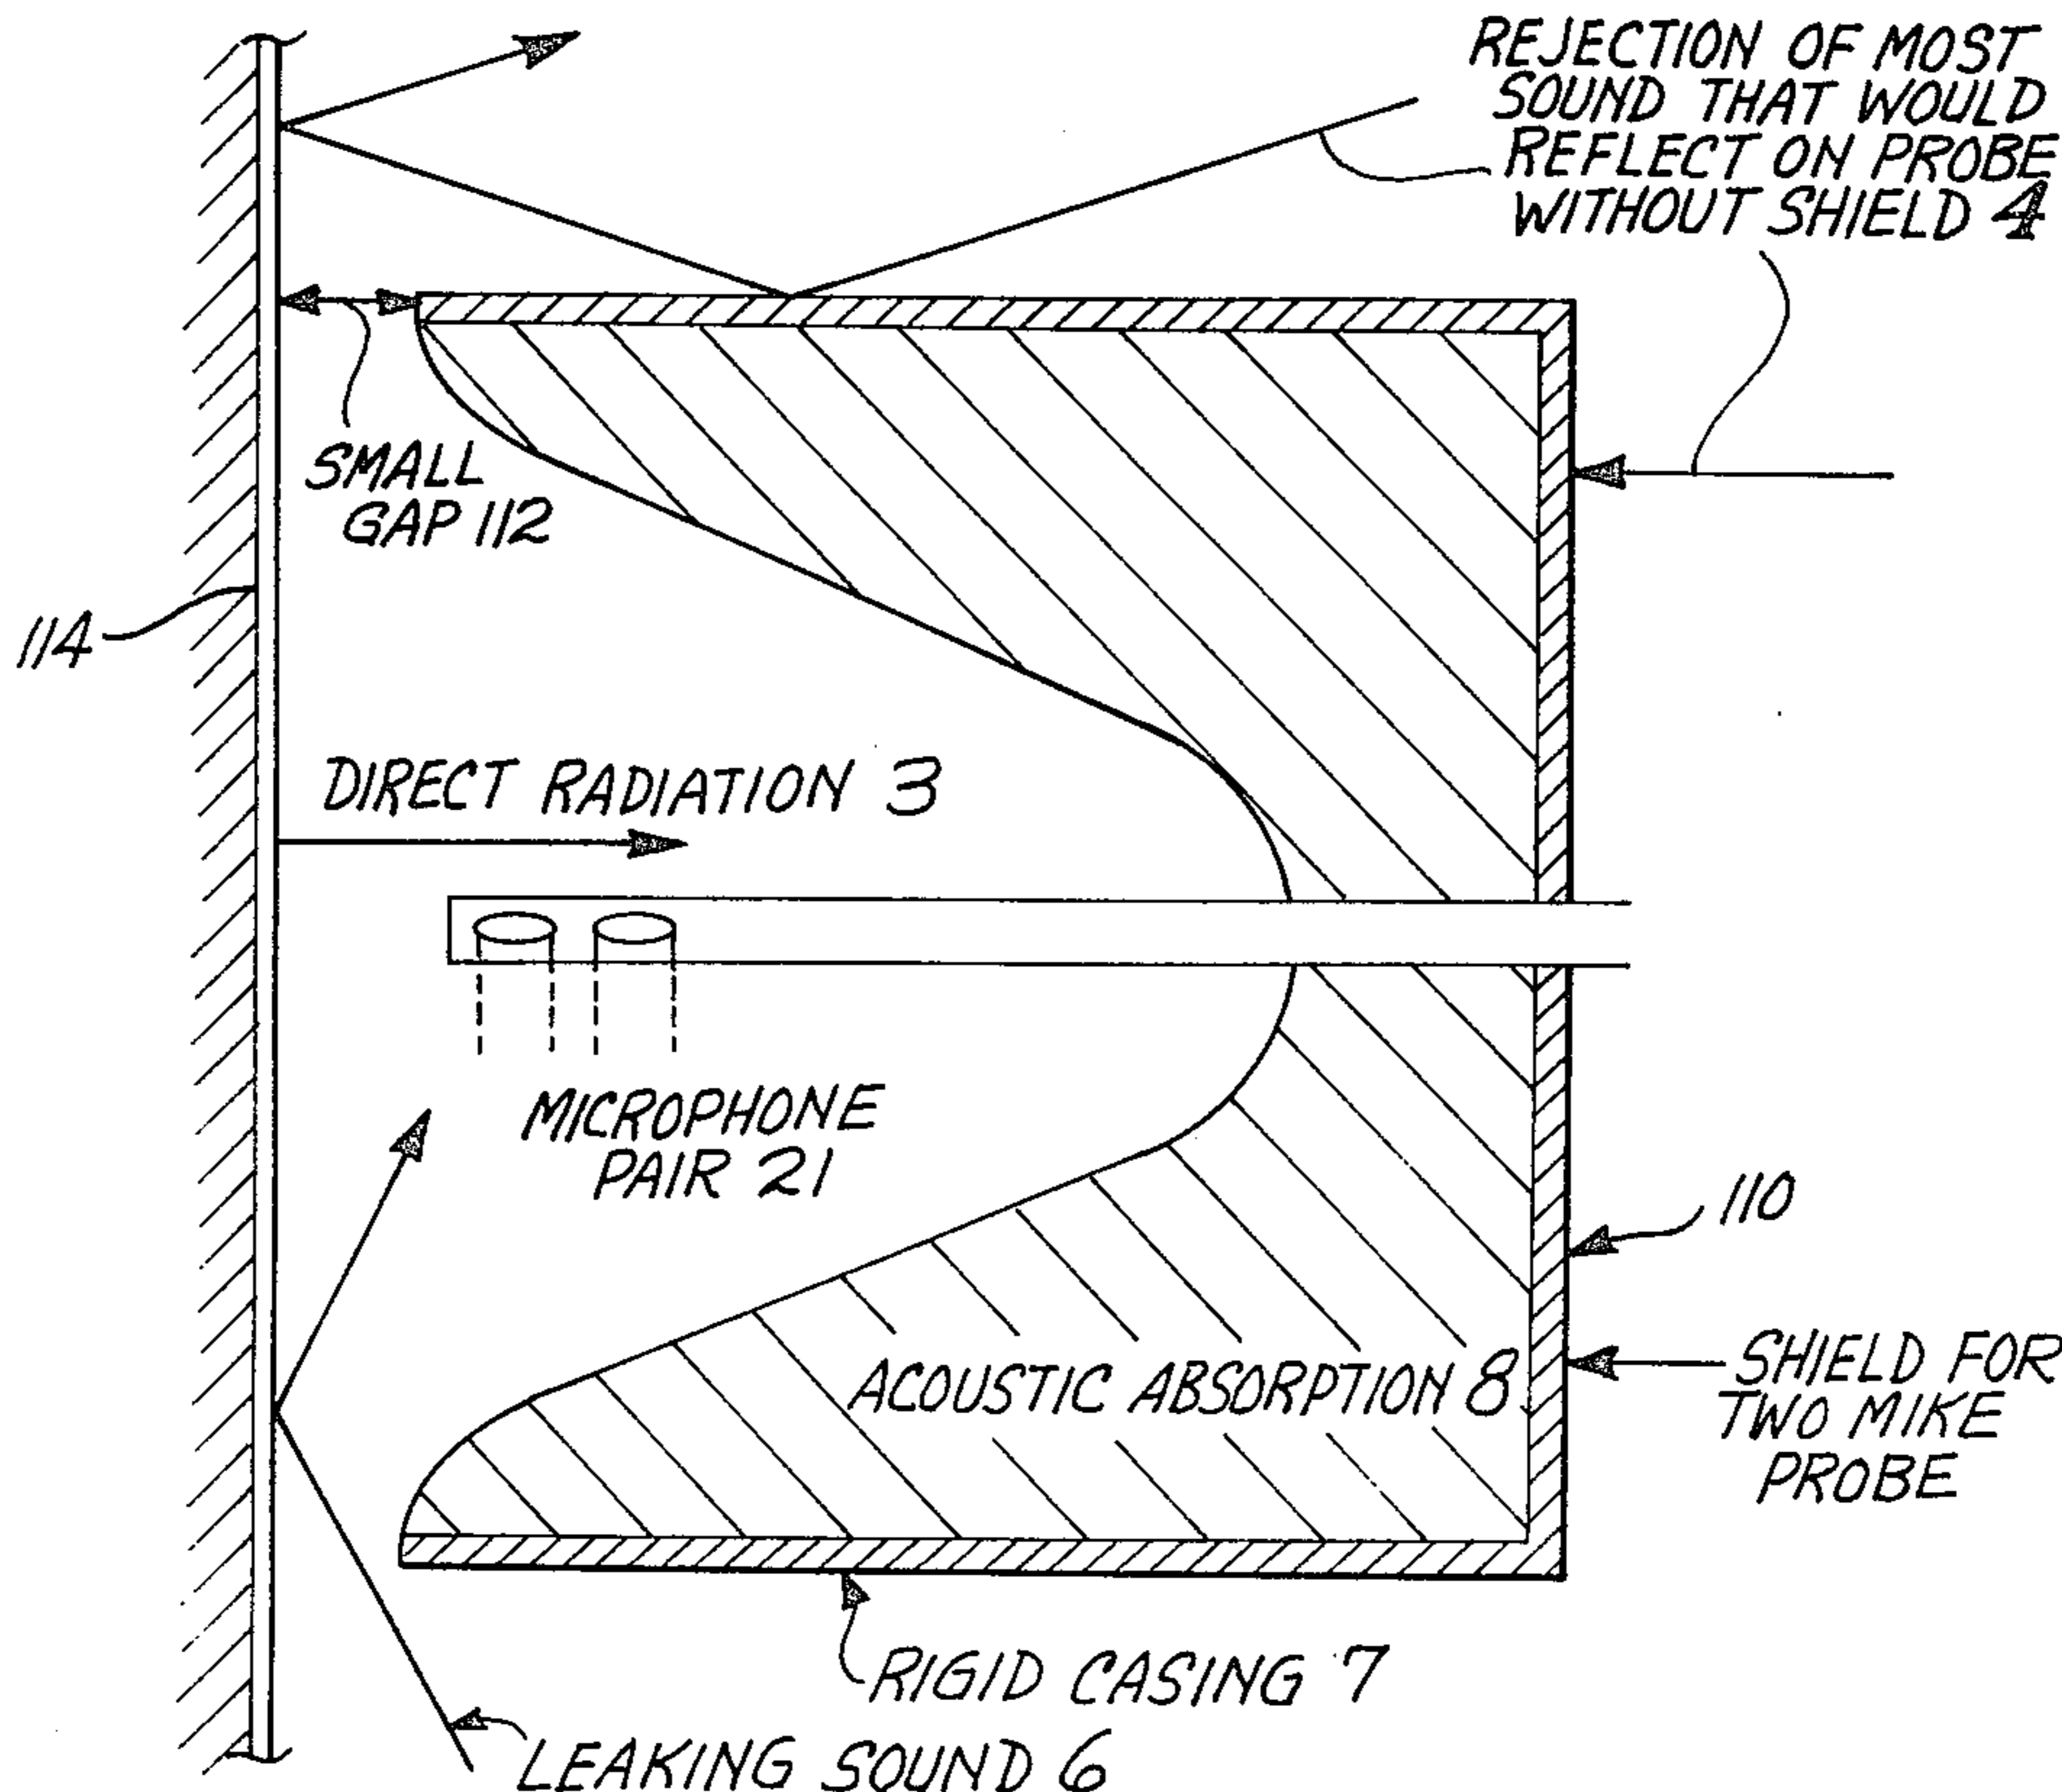 REJECTION OF MOST
SOUND THAT WOULD
REFLECT ON PROBE
WITHOUT SHIELD 4
SMALL
GAP 112
114
DIRECT RADIATION 3
MICROPHONE
PAIR 21
110
ACOUSTIC ABSORPTION 8
SHIELD FOR
TWO MIKE
PROBE
RIGID CASING 7
LEAKING SOUND 6